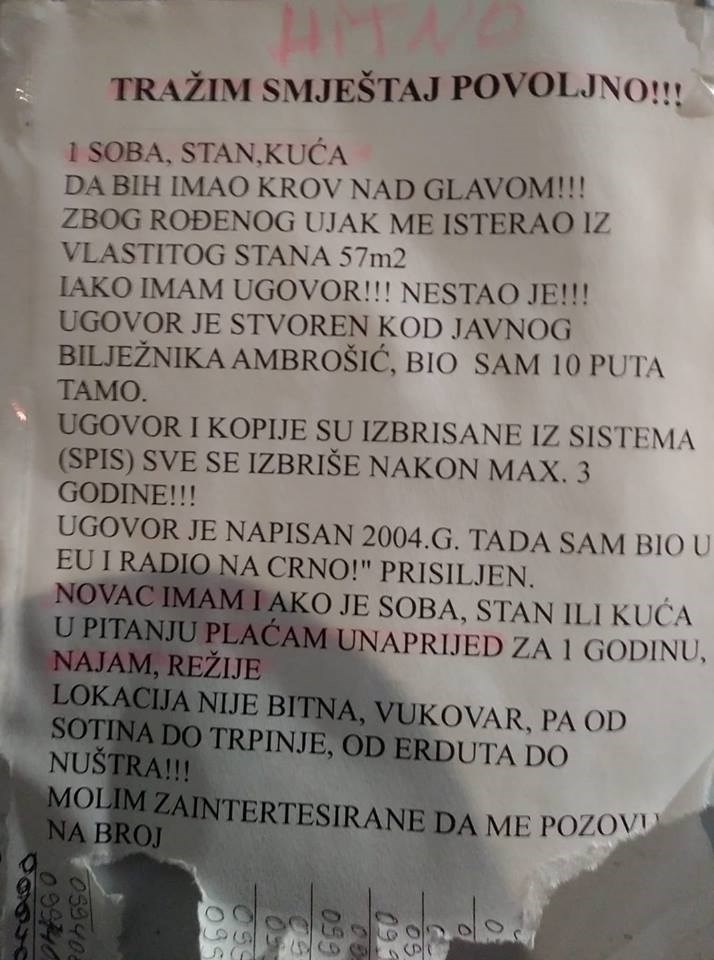 HITNO
TRAŽIM SMJEŠTAJ POVOLJNO!!!
1 SOBA, STAN,KUĆA
DA BIH IMAO KROV NAD GLAVOM!!!
ZBOG ROĐENOG UJAK ME ISTERAO IZ
VLASTITOG STANA 57m2
IAKO IMAM UGOVOR!!! NESTAO JE!!!
UGOVOR JE STVOREN KOD JAVNOG
BILJEŽNIKA AMBROŠIĆ, BIO SAM 10 PUTA
TAMO.
UGOVOR I KOPIJE SU IZBRISANE IZ SISTEMA
(SPIS) SVE SE IZBRIŠE NAKON MAX. 3
GODINE!!!
UGOVOR JE NAPISAN 2004.G. TADA SAM BIO U
EU I RADIO NA CRNO!" PRISILJEN.
NOVAC IMAM I AKO JE SOBA, STAN ILI KUĆA
U PITANJU PLAĆAM UNAPRIJED ZA 1 GODINU,
NAJAM, REŽIJE
LOKACIJA NIJE BITNA, VUKOVAR, PA OD
SOTINA DO TRPINJE, OD ERDUTA DO
NUŠTRA!!!
MOLIM ZAINTERTESIRANE DA ME POZOVU
NA BROJ